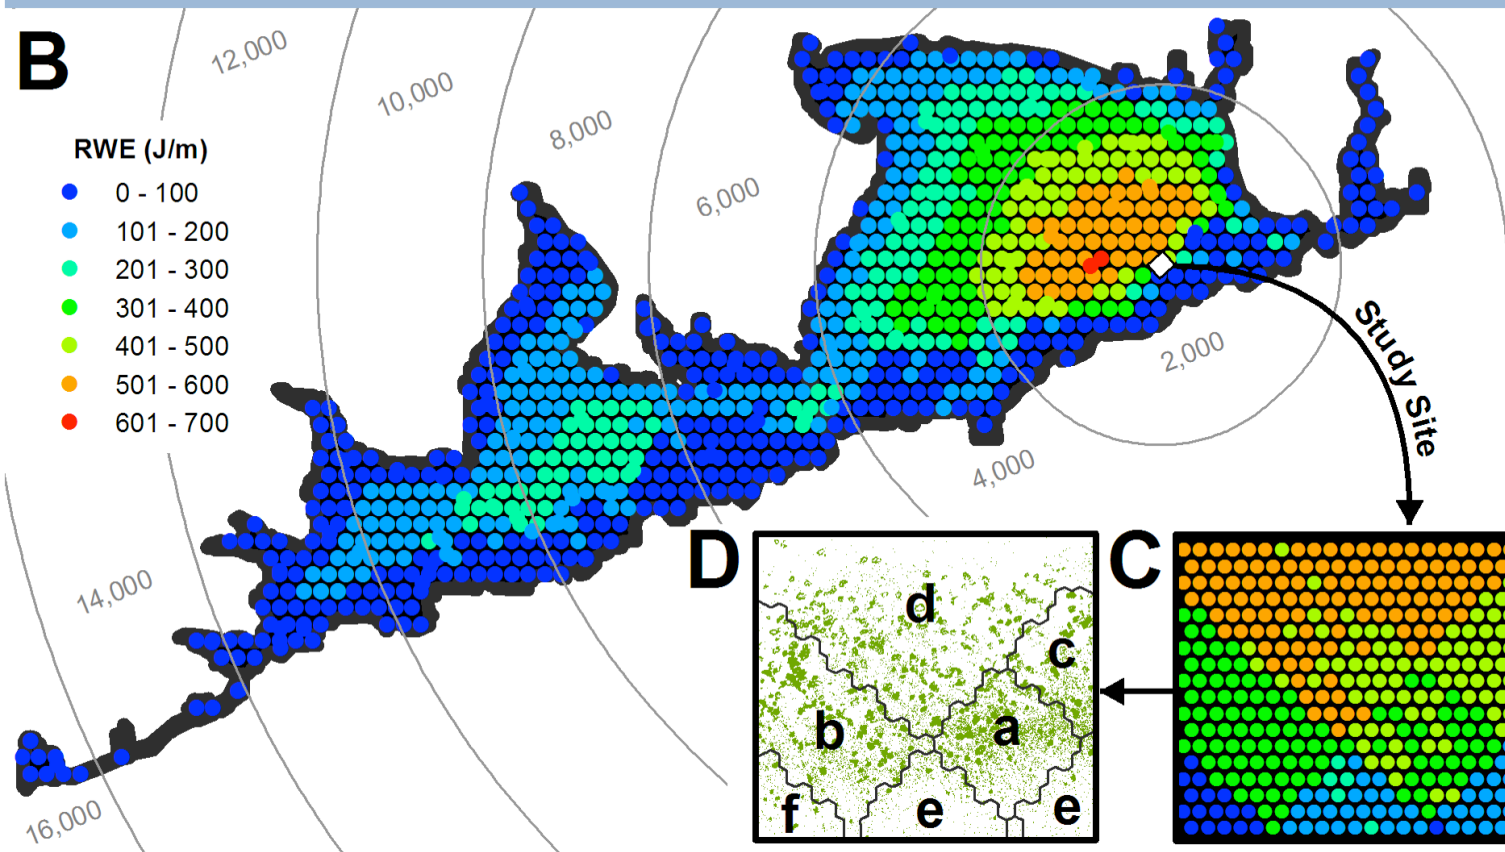 B
12,000
10,000
8,000
6,000
RWE (J/m)
0 - 100
101 - 200
201 - 300
301 - 400
401 - 500
501 - 600
601 - 700
2,000
Study Site
4,000
14,000
16,000
D
C
d
c
b
a
f
e
e